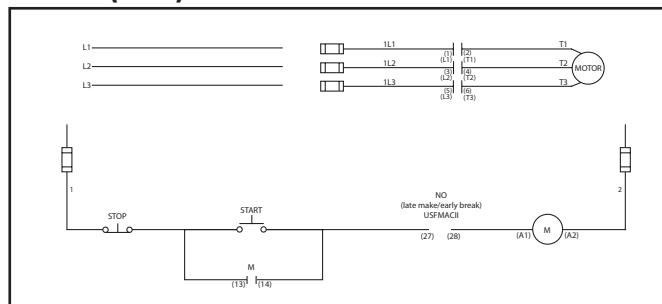 L1 1L1 (1) (2) T1
(L1) (T1)
L2 1L2 (3) (4) T2 MOTOR
(L2) (T2)
L3 1L3 (5) (6) T3
(L3) (T3)
1 2
NO
(late make/early break)
USFMACII
STOP START
(27) (28) (A1) M (A2)
M
(13) (14)